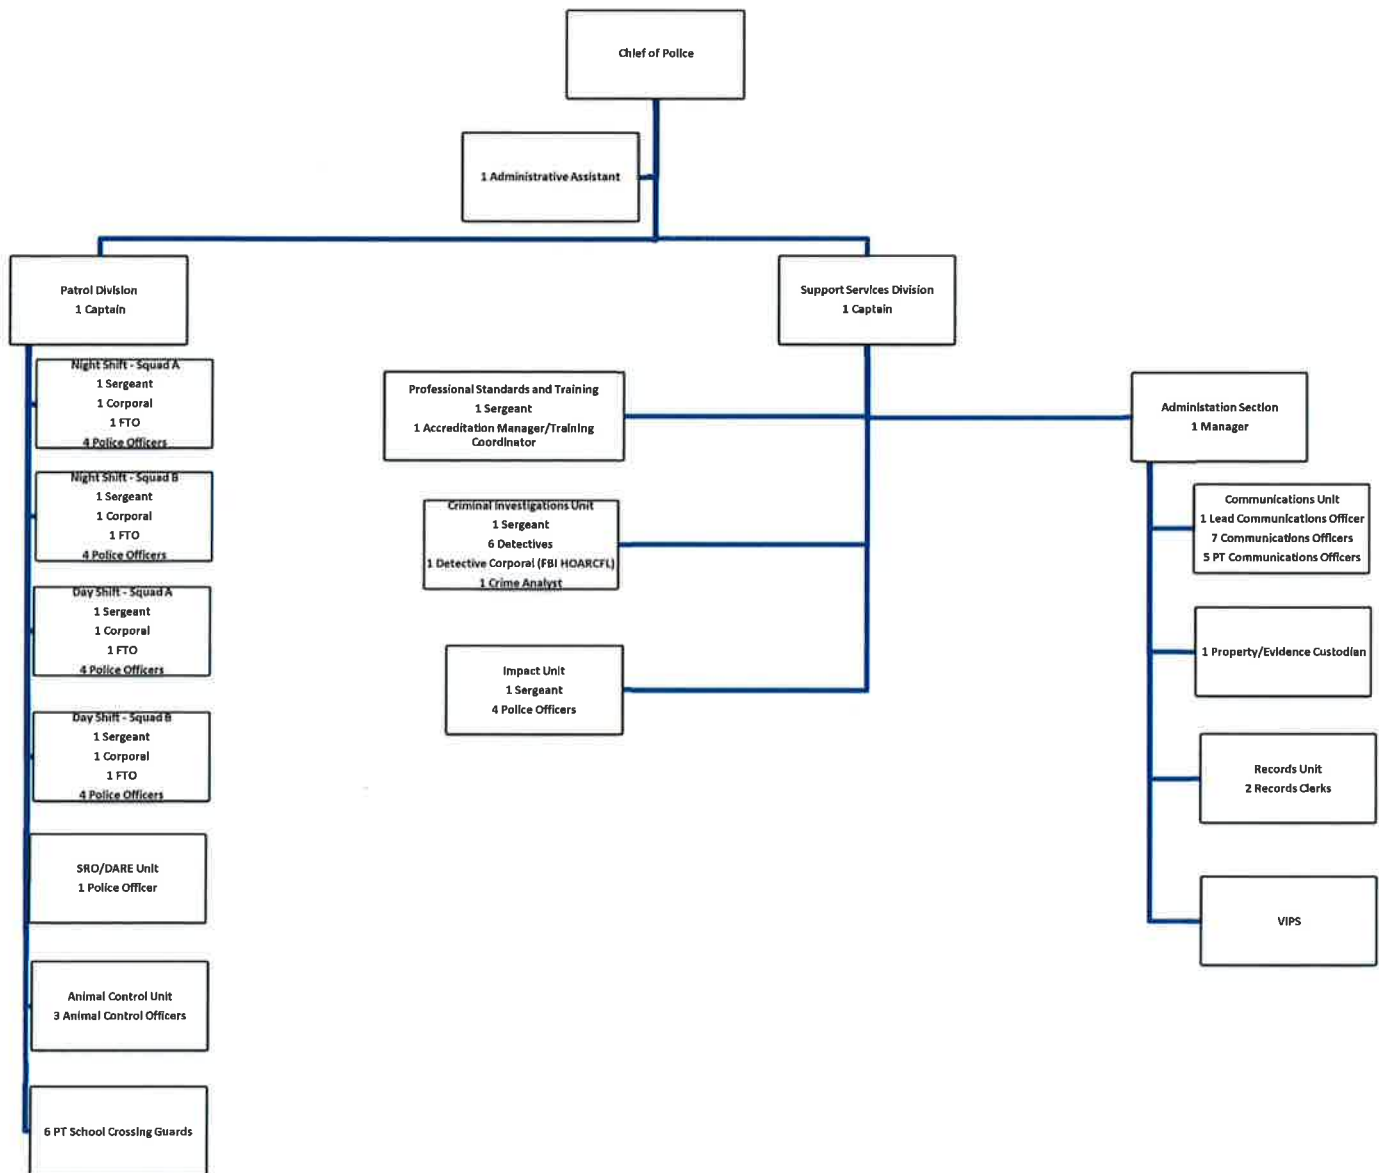 Chief of Police
1 Administrative Assistant
Patrol Division
1 Captain
Night Shift - Squad A
1 Sergeant
1 Corporal
1 FTO
4 Police Officers
Night Shift - Squad B
1 Sergeant
1 Corporal
1 FTO
4 Police Officers
Day Shift - Squad A
1 Sergeant
1 Corporal
1 FTO
4 Police Officers
Day Shift - Squad B
1 Sergeant
1 Corporal
1 FTO
4 Police Officers
SRO/DARE Unit
1 Police Officer
Animal Control Unit
3 Animal Control Officers
6 PT School Crossing Guards
Support Services Division
1 Captain
Professional Standards and Training
1 Sergeant
1 Accreditation Manager/Training
Coordinator
Criminal Investigations Unit
1 Sergeant
6 Detectives
1 Detective Corporal (FBI HOARCFL)
1 Crime Analyst
Impact Unit
1 Sergeant
4 Police Officers
Administation Section
1 Manager
Communications Unit
1 Lead Communications Officer
7 Communications Officers
5 PT Communications Officers
1 Property/Evidence Custodian
Records Unit
2 Records Clerks
VIPS